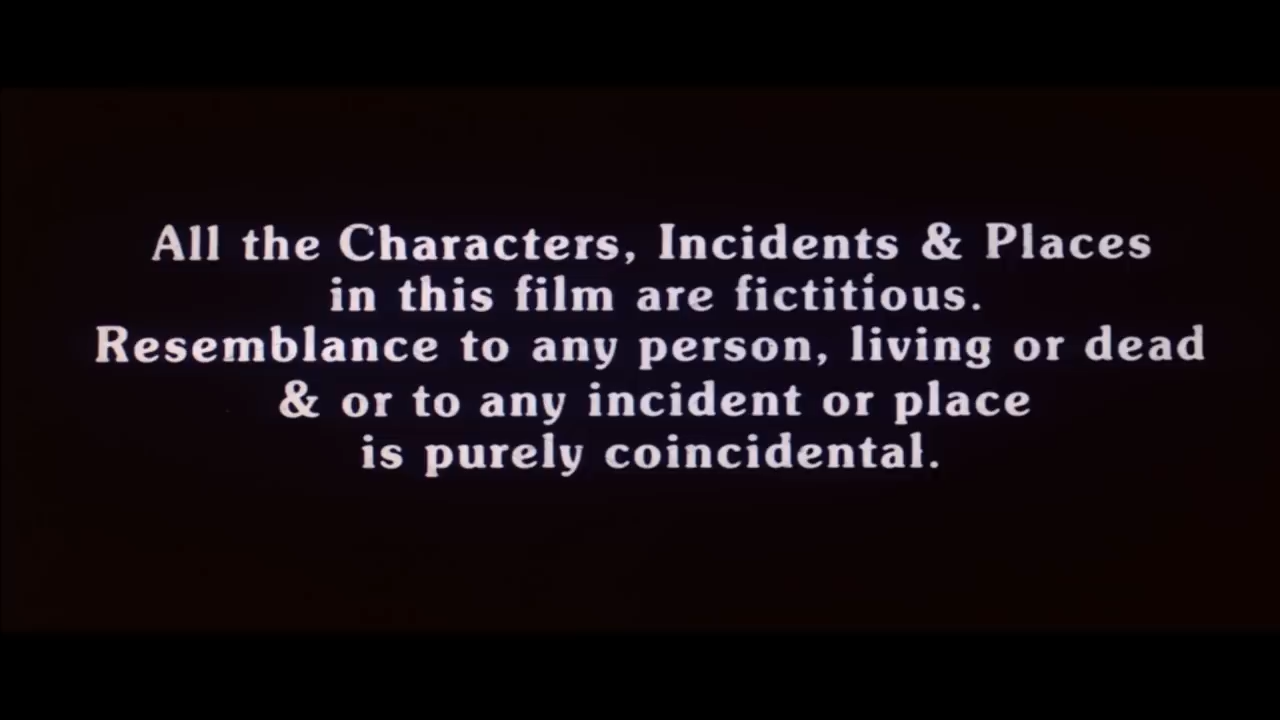 All the Characters, Incidents & Places
in this film are fictitious.
Resemblance to any person, living or dead
& or to any incident or place
is purely coincidental.